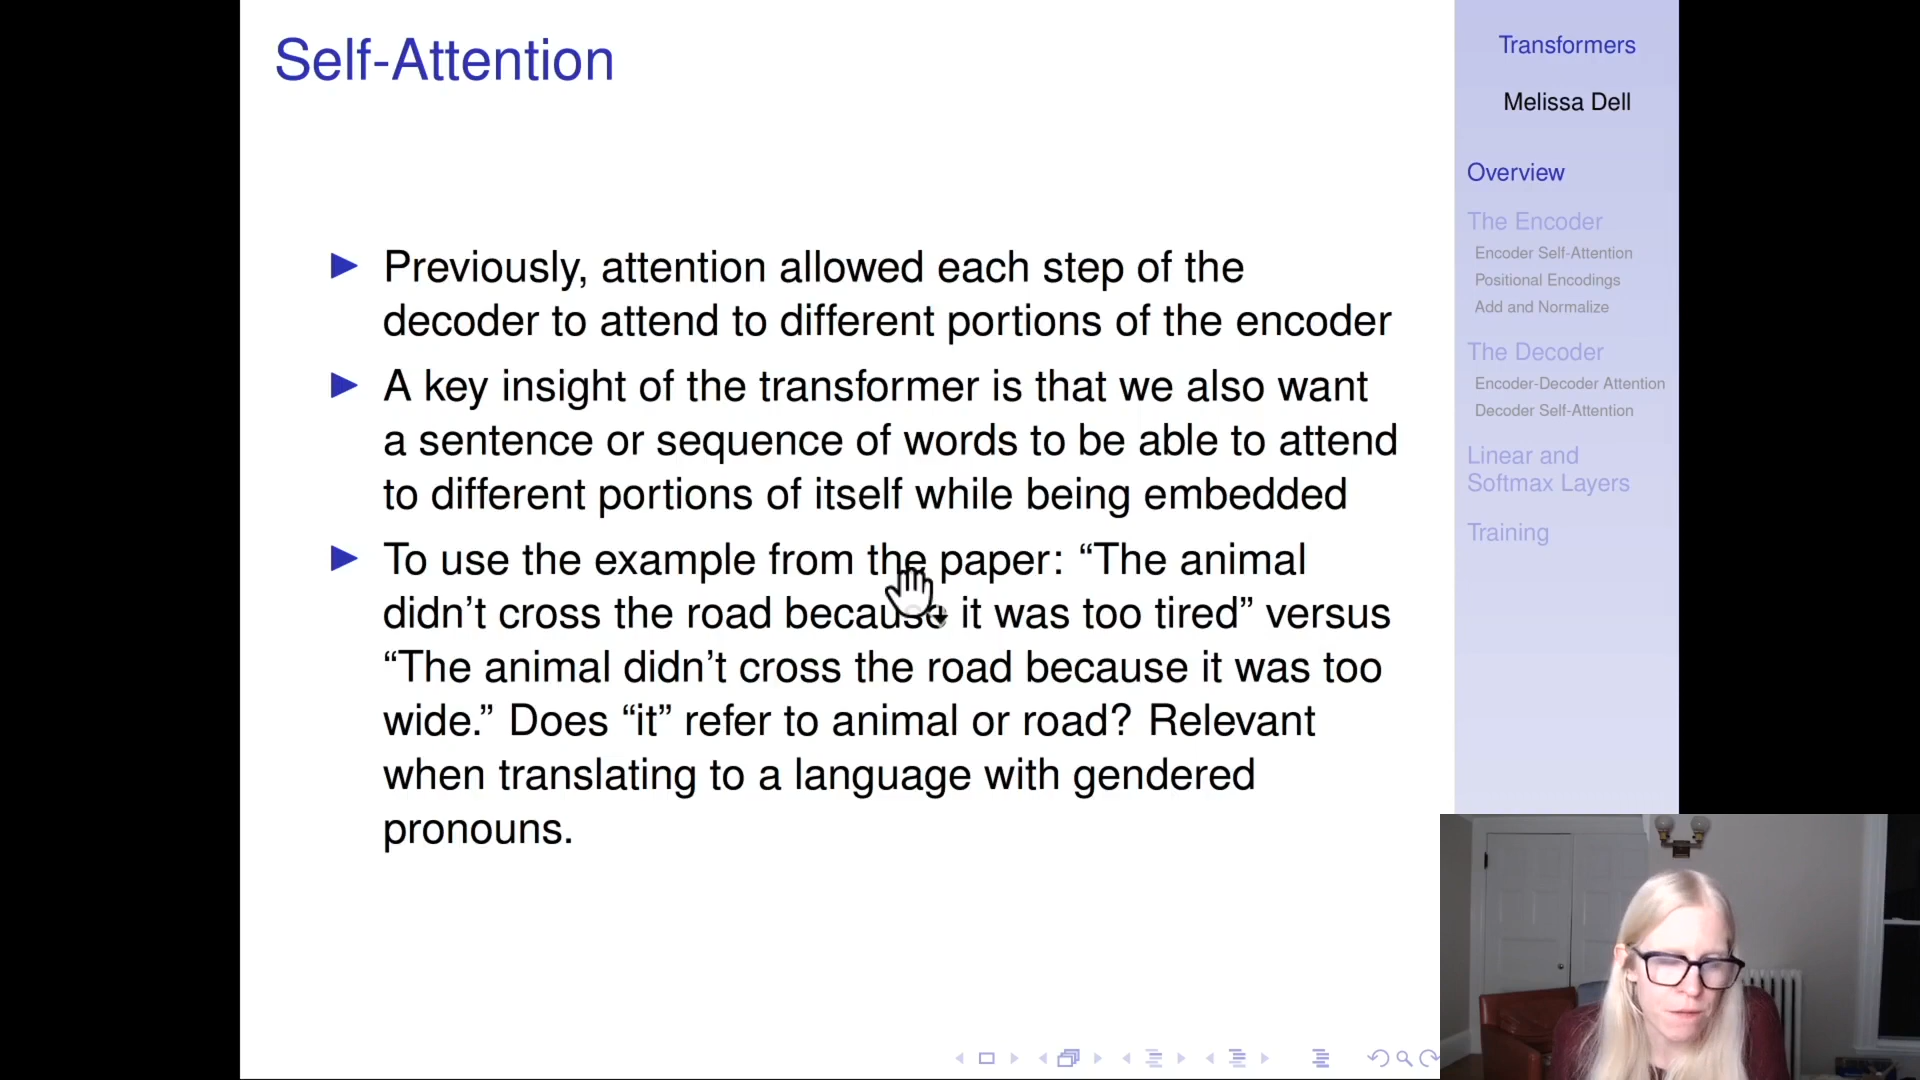 Self-Attention
Previously, attention allowed each step of the
decoder to attend to different portions of the encoder
A key insight of the transformer is that we also want
a sentence or sequence of words to be able to attend
to different portions of itself while being embedded
To use the example from the paper: “The animal
didn’t cross the road because it was too tired” versus
“The animal didn’t cross the road because it was too
wide.” Does “it” refer to animal or road? Relevant
when translating to a language with gendered
pronouns.
Transformers
Melissa Dell
Overview
The Encoder
Encoder Self-Attention
Positional Encodings
Add and Normalize
The Decoder
Encoder-Decoder Attention
Decoder Self-Attention
Linear and
Softmax Layers
Training